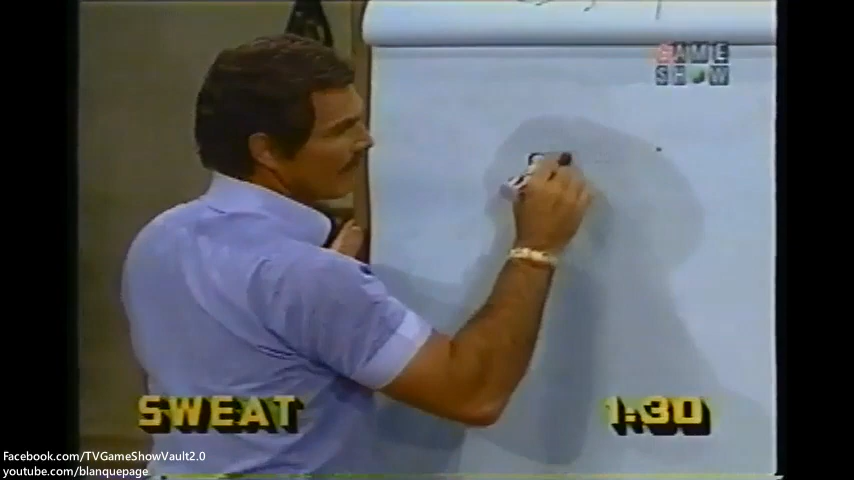 GAME
SHOW
SWEAT
1:30
Facebook.com/TVGameShowVault2.0
youtube.com/blanquepage